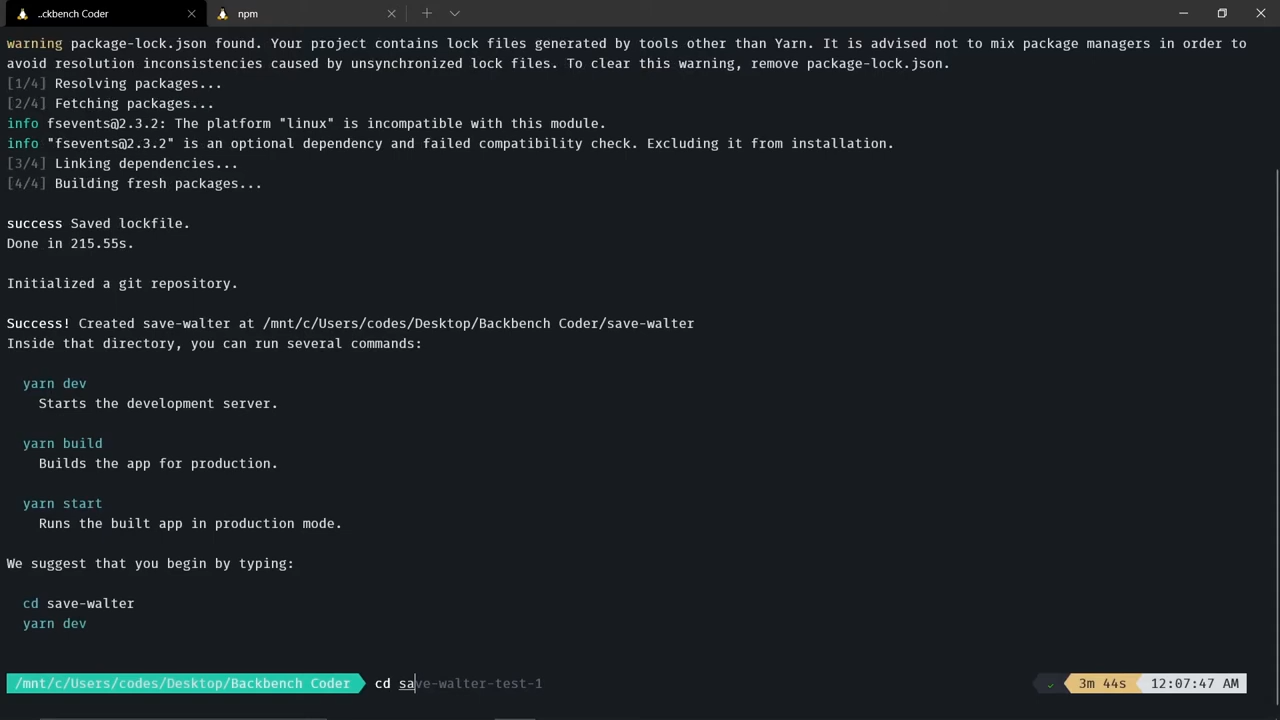 ..ckbench Coder
npm
warning package-lock.json found. Your project contains lock files generated by tools other than Yarn. It is advised not to mix package managers in order to
avoid resolution inconsistencies caused by unsynchronized lock files. To clear this warning, remove package-lock.json.
[1/4] Resolving packages...
[2/4] Fetching packages...
info fsevents@2.3.2: The platform "linux" is incompatible with this module.
info "fsevents@2.3.2" is an optional dependency and failed compatibility check. Excluding it from installation.
[3/4] Linking dependencies...
[4/4] Building fresh packages...
success Saved lockfile.
Done in 215.55s.
Initialized a git repository.
Success! Created save-walter at /mnt/c/Users/codes/Desktop/Backbench Coder/save-walter
Inside that directory, you can run several commands:
yarn dev
Starts the development server.
yarn build
Builds the app for production.
yarn start
Runs the built app in production mode.
We suggest that you begin by typing:
cd save-walter
yarn dev
/mnt/c/Users/codes/Desktop/Backbench Coder cd save-walter-test-1 3m 44s 12:07:47 AM